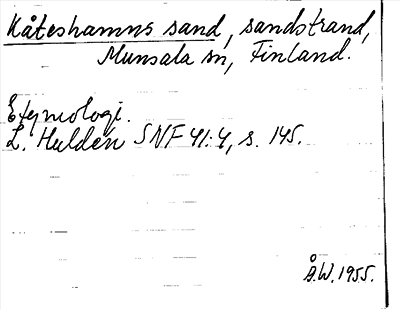 Kåteshamns sand, sandstrand,
Munsala sn, Finland.
Etymologi.
L. Huldén SNF 41:4, s. 145.
Å.W. 1955.